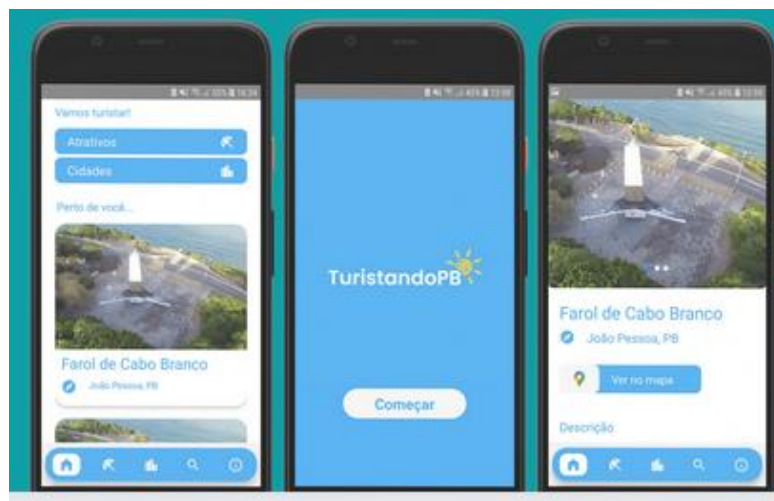 Vamos turistar!
Atrativos
Cidades
Perto de você...
Farol de Cabo Branco
João Pessoa, PB
TuristandoPB
Começar
Farol de Cabo Branco
João Pessoa, PB
Ver no mapa
Descrição